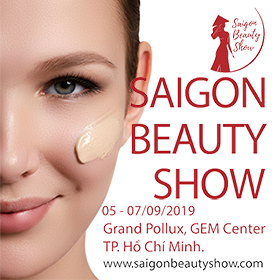 Saigon
Beauty
Show
SAIGON
BEAUTY
SHOW
05 - 07/09/2019
Grand Pollux, GEM Center
TP. Hồ Chí Minh.
www.saigonbeautyshow.com